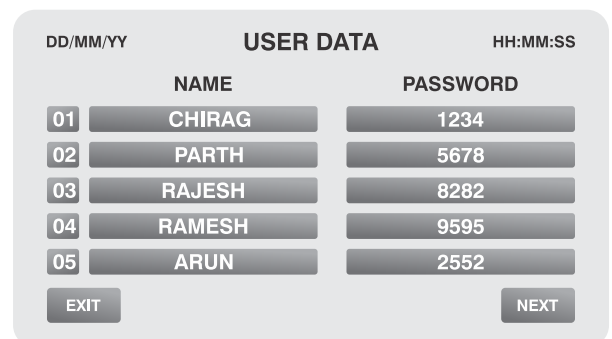 DD/MM/YY USER DATA HH:MM:SS
NAME PASSWORD
01 CHIRAG 1234
02 PARTH 5678
03 RAJESH 8282
04 RAMESH 9595
05 ARUN 2552
EXIT NEXT